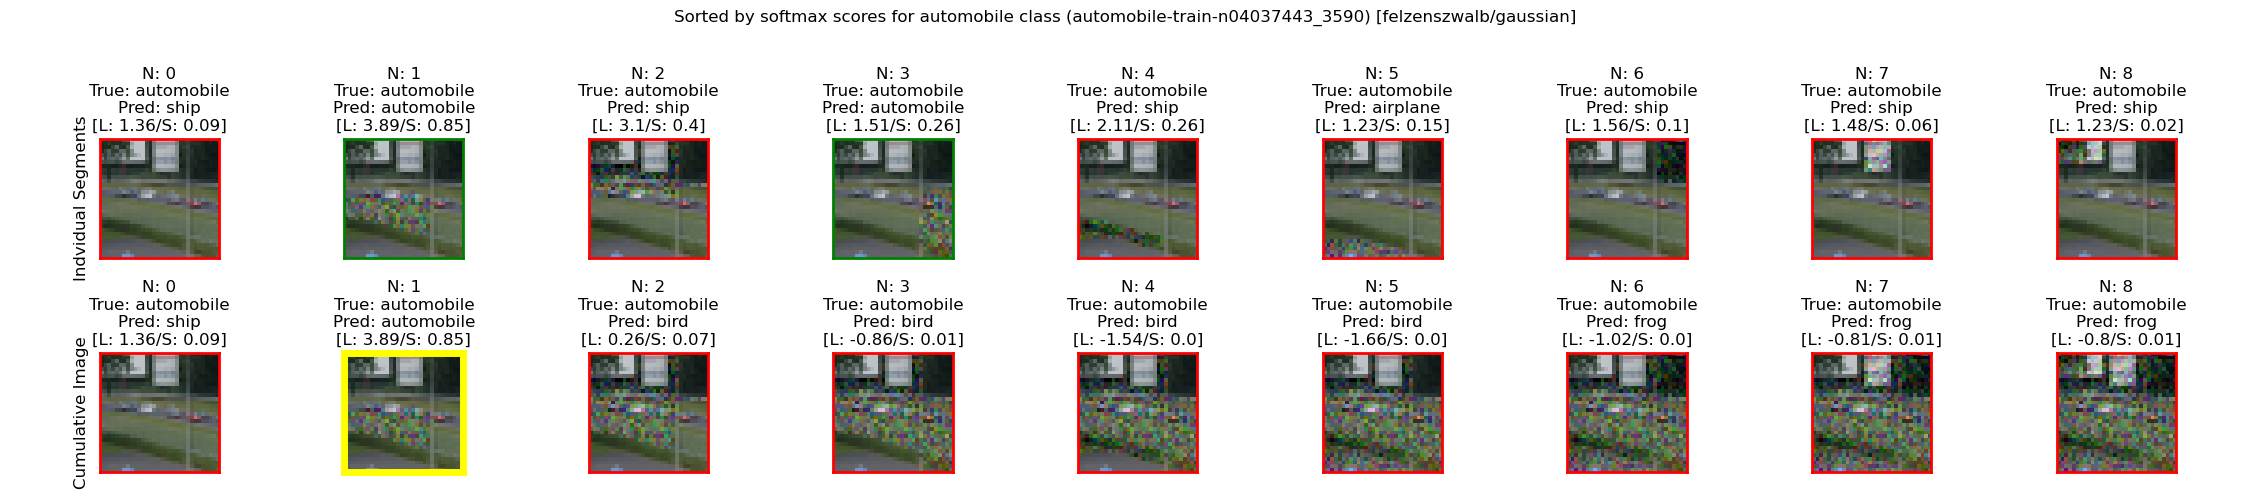 Sorted by softmax scores for automobile class (automobile-train-n04037443_3590) [felzenszwalb/gaussian]
Indvidual Segments
N: 0
True: automobile
Pred: ship
[L: 1.36/S: 0.09]
N: 1
True: automobile
Pred: automobile
[L: 3.89/S: 0.85]
N: 2
True: automobile
Pred: ship
[L: 3.1/S: 0.4]
N: 3
True: automobile
Pred: automobile
[L: 1.51/S: 0.26]
N: 4
True: automobile
Pred: ship
[L: 2.11/S: 0.26]
N: 5
True: automobile
Pred: airplane
[L: 1.23/S: 0.15]
N: 6
True: automobile
Pred: ship
[L: 1.56/S: 0.1]
N: 7
True: automobile
Pred: ship
[L: 1.48/S: 0.06]
N: 8
True: automobile
Pred: ship
[L: 1.23/S: 0.02]
Cumulative Image
N: 0
True: automobile
Pred: ship
[L: 1.36/S: 0.09]
N: 1
True: automobile
Pred: automobile
[L: 3.89/S: 0.85]
N: 2
True: automobile
Pred: bird
[L: 0.26/S: 0.07]
N: 3
True: automobile
Pred: bird
[L: -0.86/S: 0.01]
N: 4
True: automobile
Pred: bird
[L: -1.54/S: 0.0]
N: 5
True: automobile
Pred: bird
[L: -1.66/S: 0.0]
N: 6
True: automobile
Pred: frog
[L: -1.02/S: 0.0]
N: 7
True: automobile
Pred: frog
[L: -0.81/S: 0.01]
N: 8
True: automobile
Pred: frog
[L: -0.8/S: 0.01]